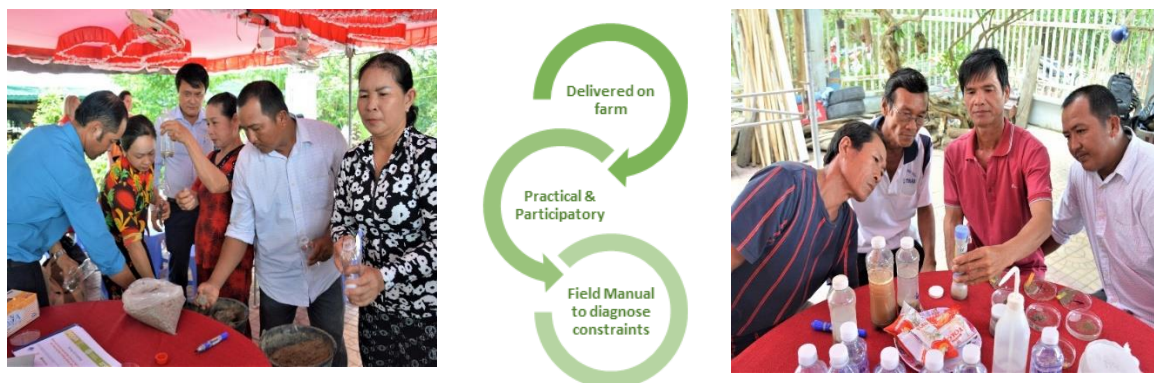 Delivered on
farm
Practical &
Participatory
Field Manual
to diagnose
constraints